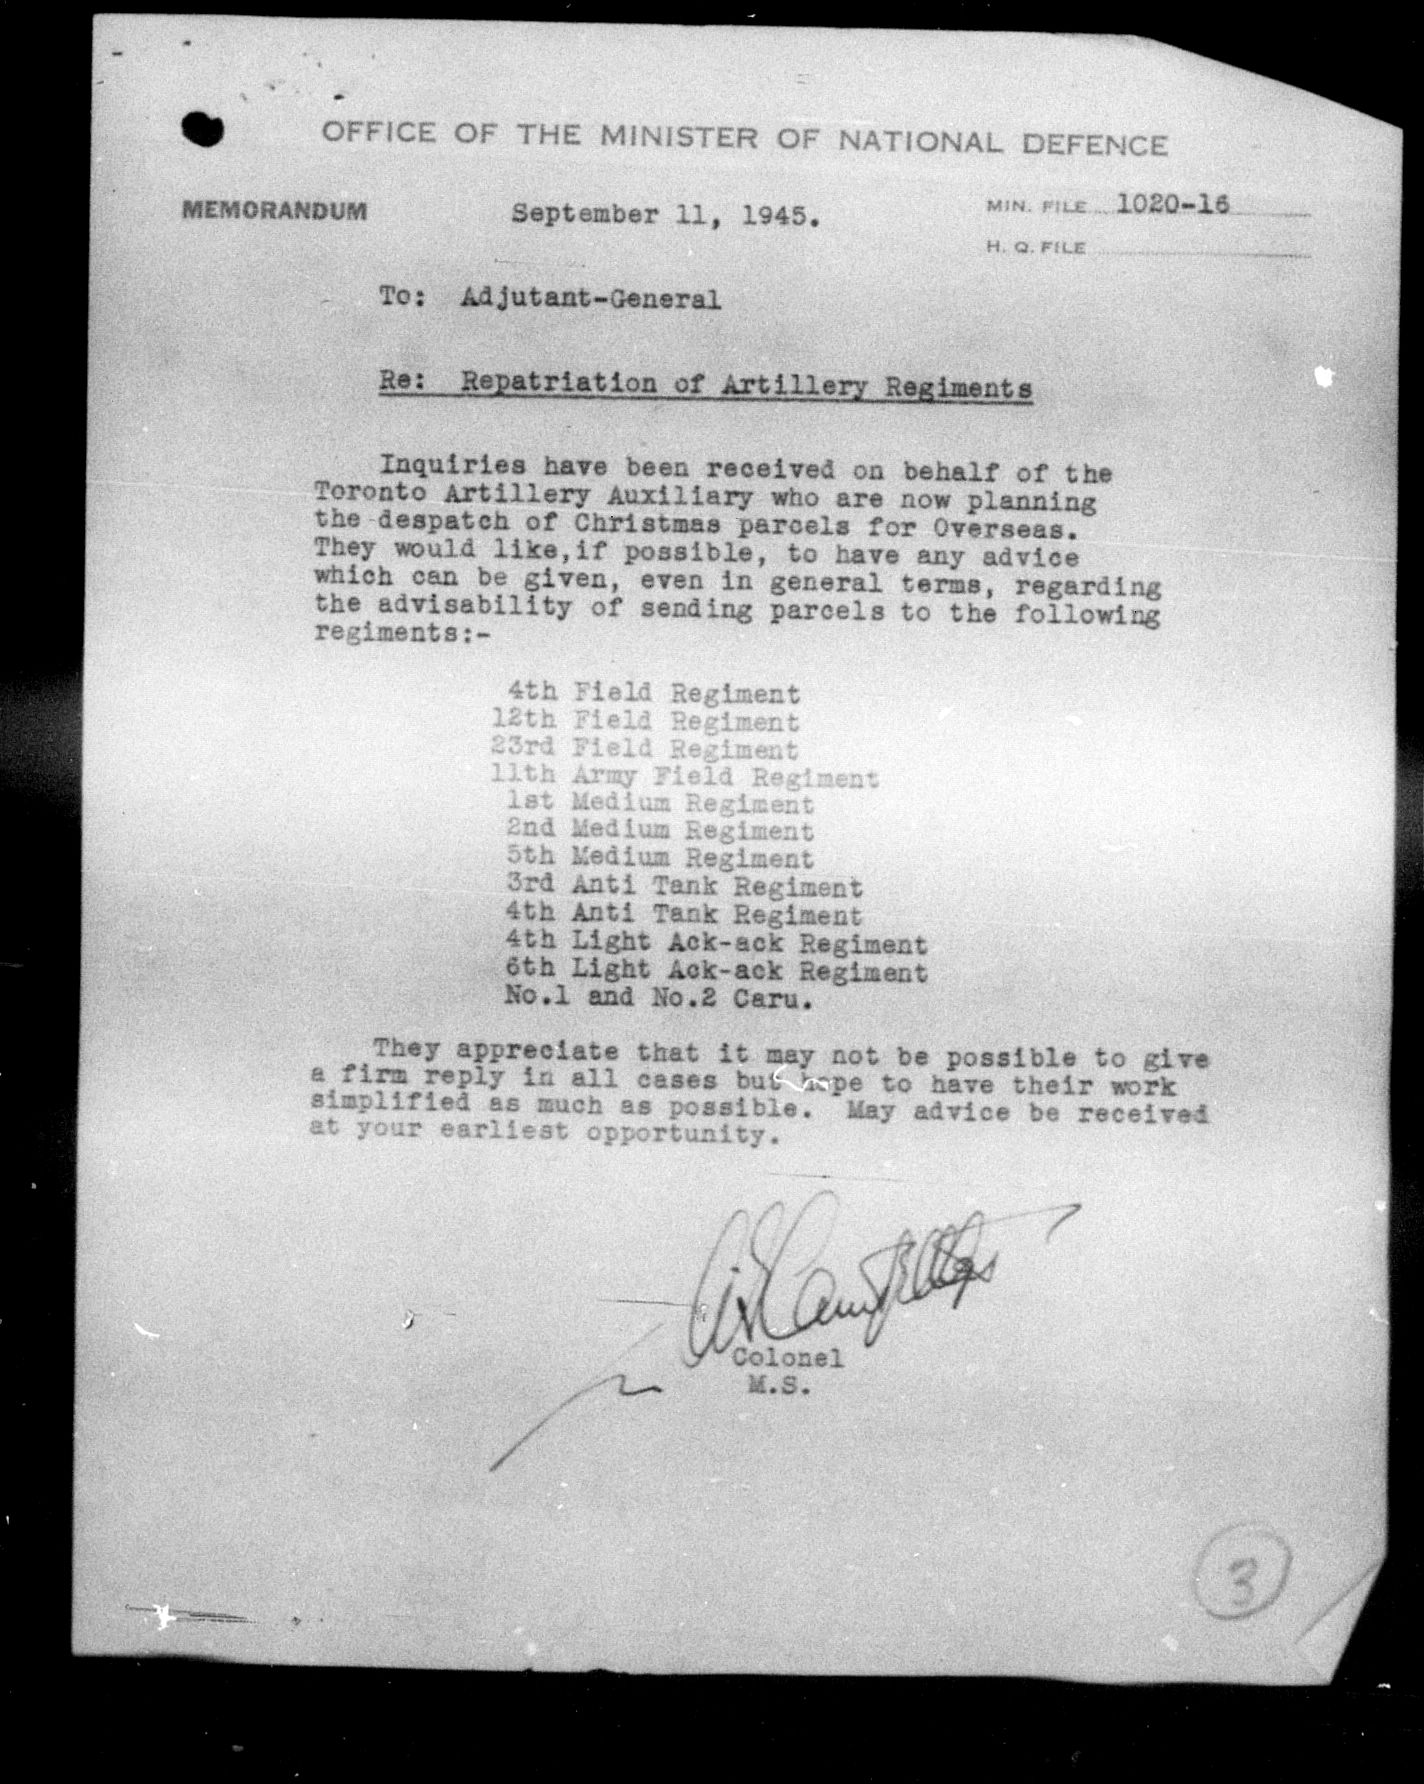 OFFICE OF THE MINISTER OF NATIONAL DEFENCE
MEMORANDUM September 11, 1945. MIN. FILE 1020-16
H. Q. FILE
To: Adjutant-General
Re: Repatriation of Artillery Regiments
Inquiries have been received on behalf of the
Toronto Artillery Auxiliary who are now planning
the despatch of Christmas parcels for Overseas.
They would like,if possible, to have any advice
which can be given, even in general terms, regarding
the advisability of sending parcels to the following
regiments:-
4th Field Regiment
12th Field Regiment
23rd Field Regiment
11th Army Field Regiment
1st Medium Regiment
2nd Medium Regiment
5th Medium Regiment
3rd Anti Tank Regiment
4th Anti Tank Regiment
4th Light Ack-ack Regiment
6th Light Ack-ack Regiment
No.1 and No.2 Caru.
They appreciate that it may not be possible to give
a firm reply in all cases but hope to have their work
simplified as much as possible. May advice be received
at your earliest opportunity.
Colonel
M.S.
3